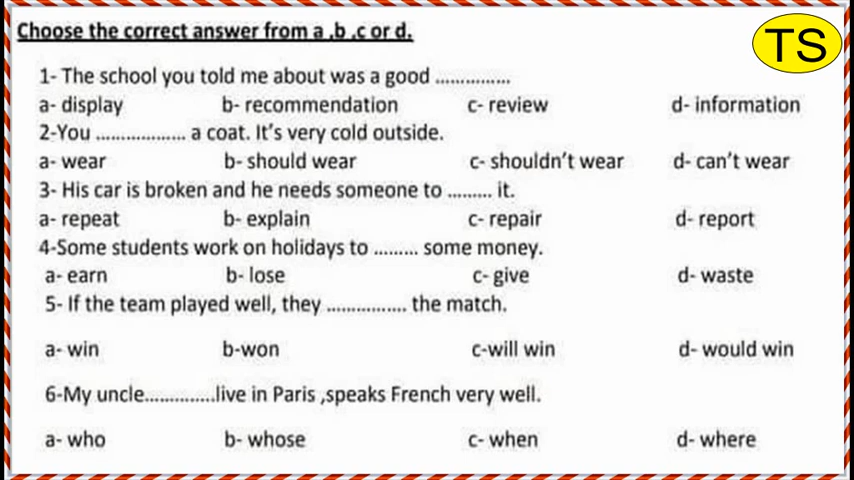 Choose the correct answer from a ,b ,c or d.
TS
1- The school you told me about was a good ...............
a- display b- recommendation c- review d- information
2-You .................. a coat. It's very cold outside.
a- wear b- should wear c- shouldn't wear d- can't wear
3- His car is broken and he needs someone to ......... it.
a- repeat b- explain c- repair d- report
4-Some students work on holidays to ......... some money.
a- earn b- lose c- give d- waste
5- If the team played well, they ................ the match.
a- win b-won c-will win d- would win
6-My uncle..............live in Paris ,speaks French very well.
a- who b- whose c- when d- where